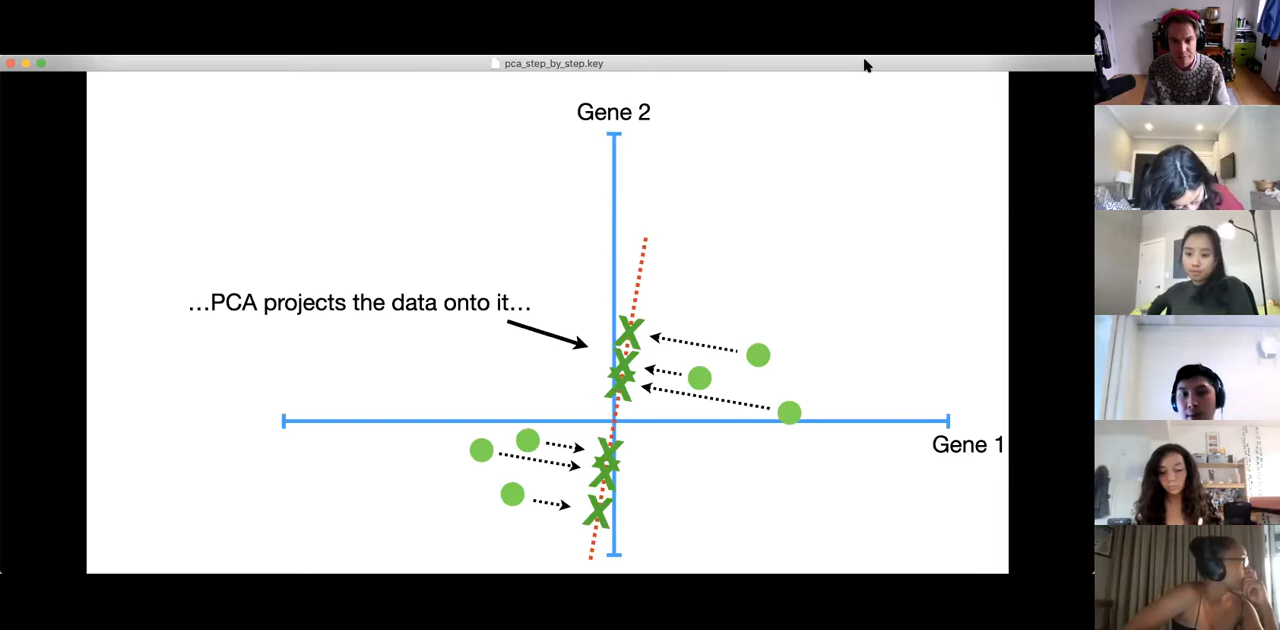 pca_step_by_step.key
Gene 2
...PCA projects the data onto it...
Gene 1